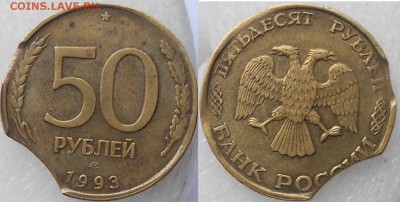 COINS.LAVE.RU
50
РУБЛЕЙ
1993
ПЯТЬДЕСЯТ РУБЛЕЙ
БАНК РОССИИ